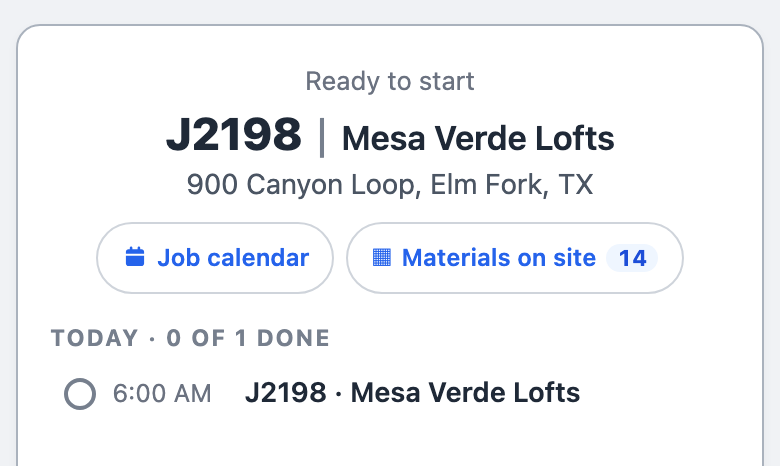 Ready to start
J2198 | Mesa Verde Lofts
900 Canyon Loop, Elm Fork, TX
Job calendar Materials on site 14
TODAY · 0 OF 1 DONE
6:00 AM J2198 · Mesa Verde Lofts